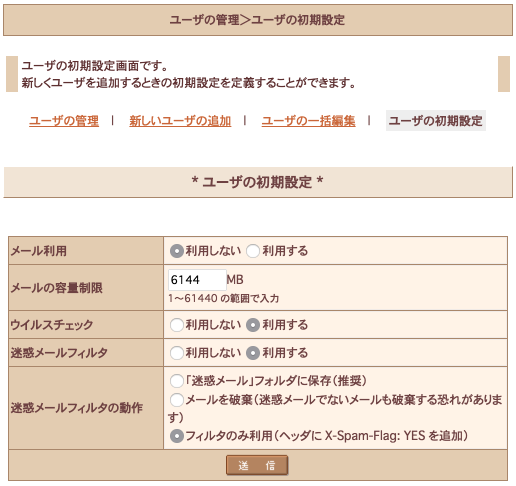 ユーザの管理>ユーザの初期設定
ユーザの初期設定画面です。
新しくユーザを追加するときの初期設定を定義することができます。
ユーザの管理 | 新しいユーザの追加 | ユーザの一括編集 | ユーザの初期設定
* ユーザの初期設定 *
メール利用 利用しない 利用する
メールの容量制限 6144 MB
1～61440 の範囲で入力
ウイルスチェック 利用しない 利用する
迷惑メールフィルタ 利用しない 利用する
迷惑メールフィルタの動作 「迷惑メール」フォルダに保存(推奨)
メールを破棄(迷惑メールでないメールも破棄する恐れがありま
す)
フィルタのみ利用(ヘッダに X-Spam-Flag: YES を追加)
送 信